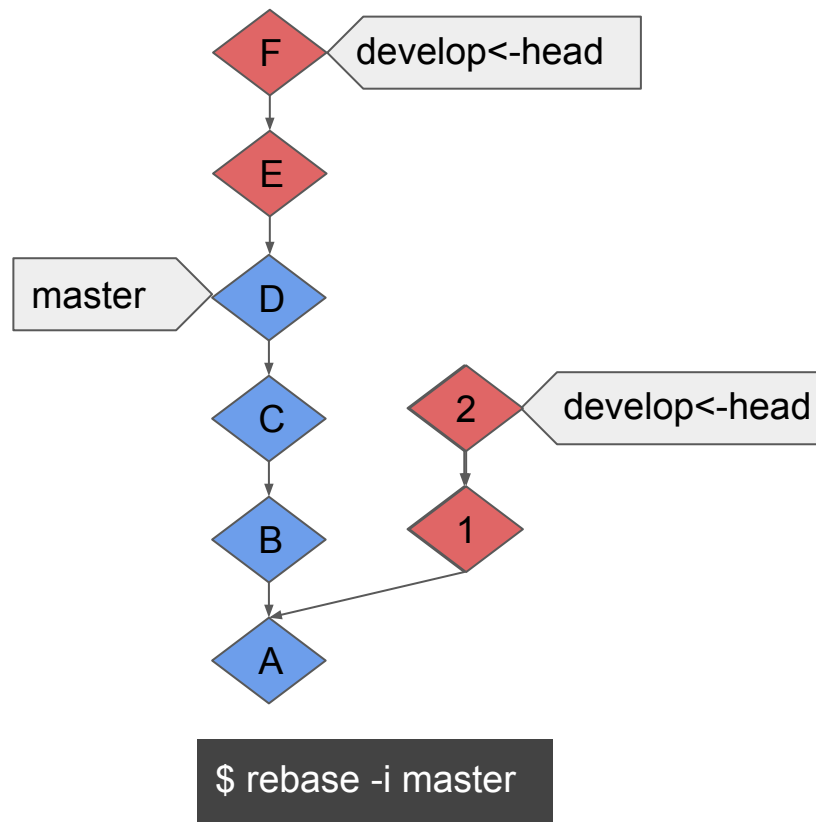 F
develop<-head
E
master
D
C
2
develop<-head
1
B
A
$ rebase -i master